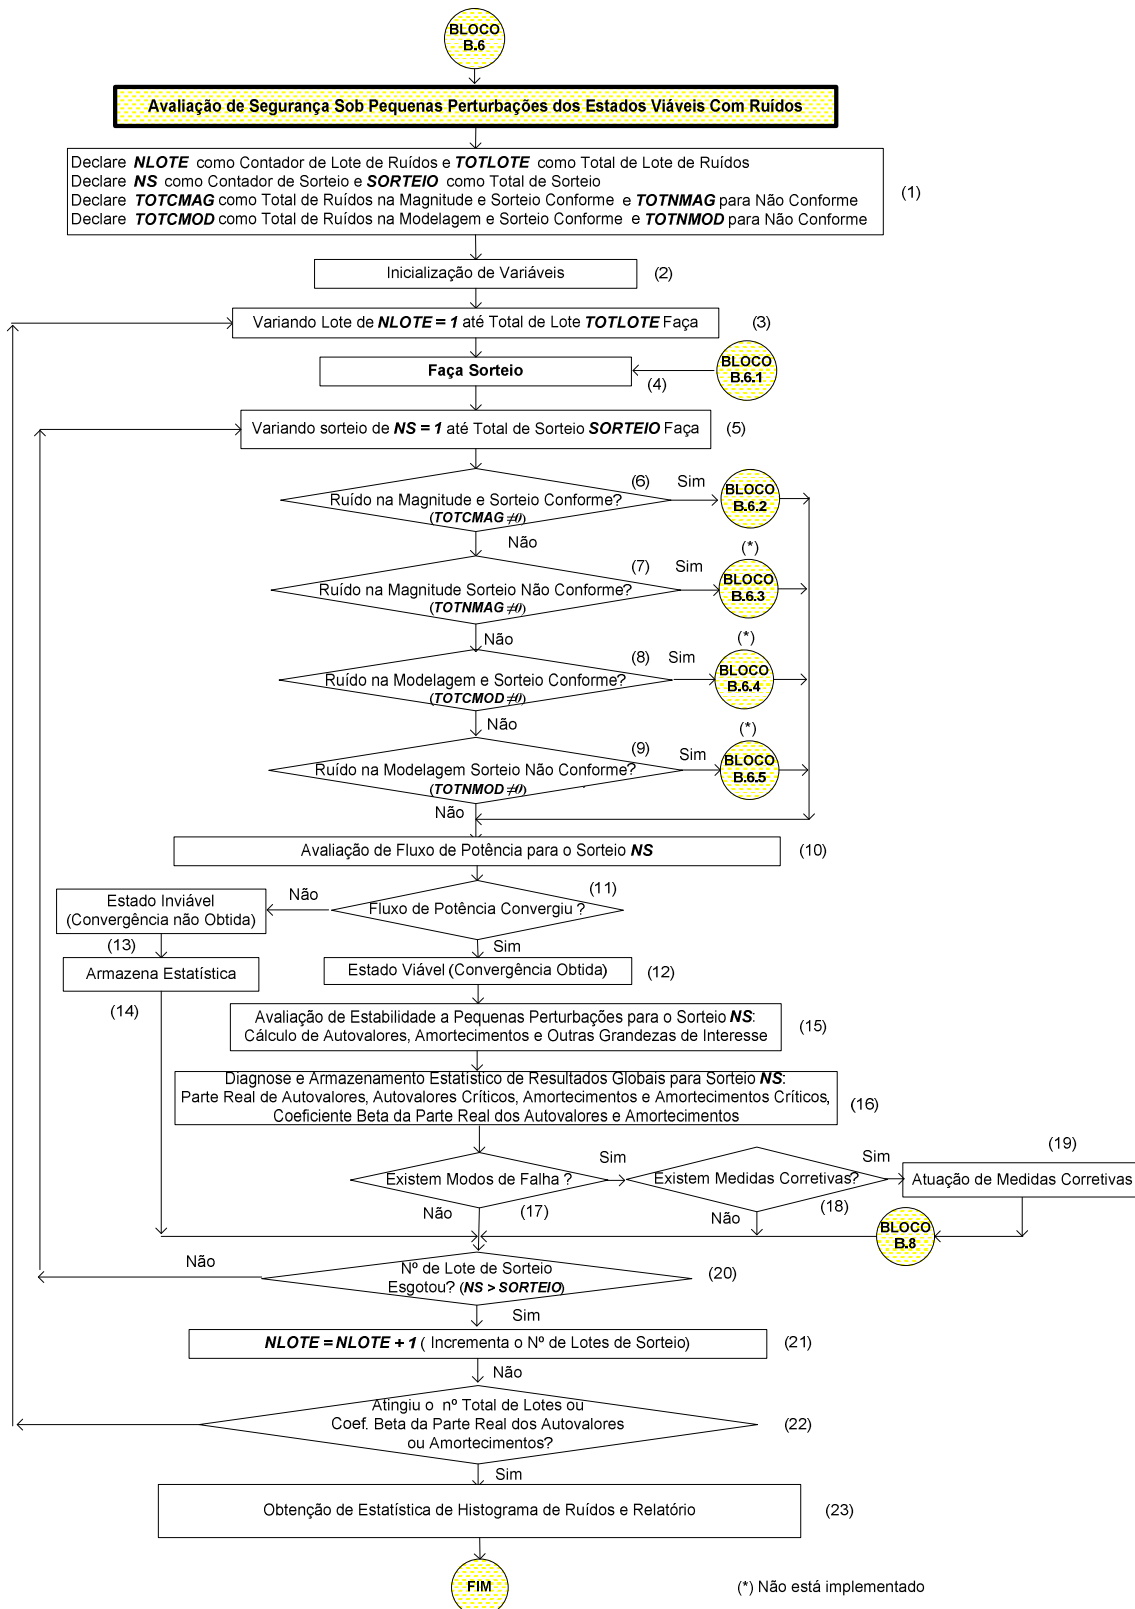 BLOCO
B.6
Avaliação de Segurança Sob Pequenas Perturbações dos Estados Viáveis Com Ruídos
Declare NLOTE como Contador de Lote de Ruídos e TOTLOTE como Total de Lote de Ruídos
Declare NS como Contador de Sorteio e SORTEIO como Total de Sorteio
Declare TOTCMAG como Total de Ruídos na Magnitude e Sorteio Conforme e TOTNMAG para Não Conforme
Declare TOTCMOD como Total de Ruídos na Modelagem e Sorteio Conforme e TOTNMOD para Não Conforme
(1)
Inicialização de Variáveis
(2)
Variando Lote de NLOTE = 1 até Total de Lote TOTLOTE Faça
(3)
Faça Sorteio
(4)
BLOCO
B.6.1
Variando sorteio de NS = 1 até Total de Sorteio SORTEIO Faça
(5)
Ruído na Magnitude e Sorteio Conforme?
(TOTCMAG ≠0)
(6)
Sim
BLOCO
B.6.2
Não
(*)
Ruído na Magnitude Sorteio Não Conforme?
(TOTNMAG ≠0)
(7)
Sim
BLOCO
B.6.3
Não
(*)
Ruído na Modelagem e Sorteio Conforme?
(TOTCMOD ≠0)
(8)
Sim
BLOCO
B.6.4
Não
(*)
Ruído na Modelagem Sorteio Não Conforme?
(TOTNMOD ≠0)
(9)
Sim
BLOCO
B.6.5
Não
Avaliação de Fluxo de Potência para o Sorteio NS
(10)
Fluxo de Potência Convergiu ?
(11)
Não
Estado Inviável
(Convergência não Obtida)
(13)
Sim
Armazena Estatística
(14)
Estado Viável (Convergência Obtida)
(12)
Avaliação de Estabilidade a Pequenas Perturbações para o Sorteio NS:
Cálculo de Autovalores, Amortecimentos e Outras Grandezas de Interesse
(15)
Diagnose e Armazenamento Estatístico de Resultados Globais para Sorteio NS:
Parte Real de Autovalores, Autovalores Críticos, Amortecimentos e Amortecimentos Críticos,
Coeficiente Beta da Parte Real dos Autovalores e Amortecimentos
(16)
Existem Modos de Falha ?
(17)
Sim
Existem Medidas Corretivas?
(18)
Sim
(19)
Atuação de Medidas Corretivas
Não
Não
BLOCO
B.8
Não
Nº de Lote de Sorteio
Esgotou? (NS > SORTEIO)
(20)
Sim
NLOTE = NLOTE + 1 ( Incrementa o Nº de Lotes de Sorteio)
(21)
Não
Atingiu o nº Total de Lotes ou
Coef. Beta da Parte Real dos Autovalores
ou Amortecimentos?
(22)
Sim
Obtenção de Estatística de Histograma de Ruídos e Relatório
(23)
FIM
(*) Não está implementado